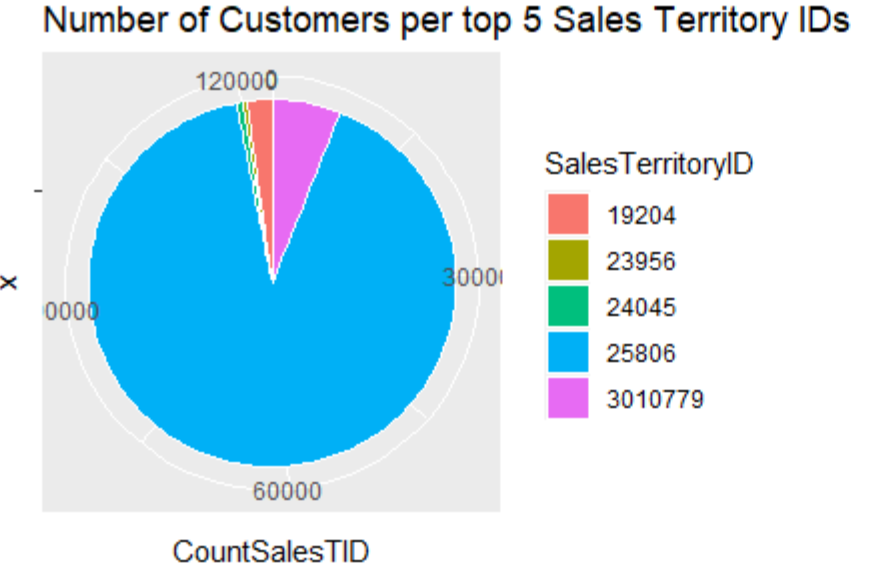 Number of Customers per top 5 Sales Territory IDs
120000
0
30000
60000
0000
x
CountSalesTID
SalesTerritoryID
19204
23956
24045
25806
3010779